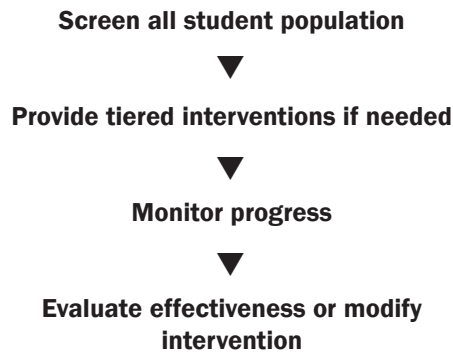 Screen all student population
Provide tiered interventions if needed
Monitor progress
Evaluate effectiveness or modify
intervention